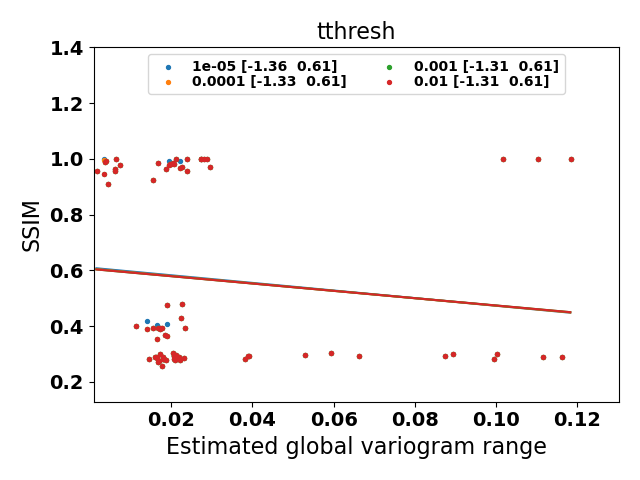 tthresh
1e-05 [-1.36  0.61]
0.0001 [-1.33  0.61]
0.001 [-1.31  0.61]
0.01 [-1.31  0.61]
SSIM
1.4
1.2
1.0
0.8
0.6
0.4
0.2
0.02 0.04 0.06 0.08 0.10 0.12
Estimated global variogram range